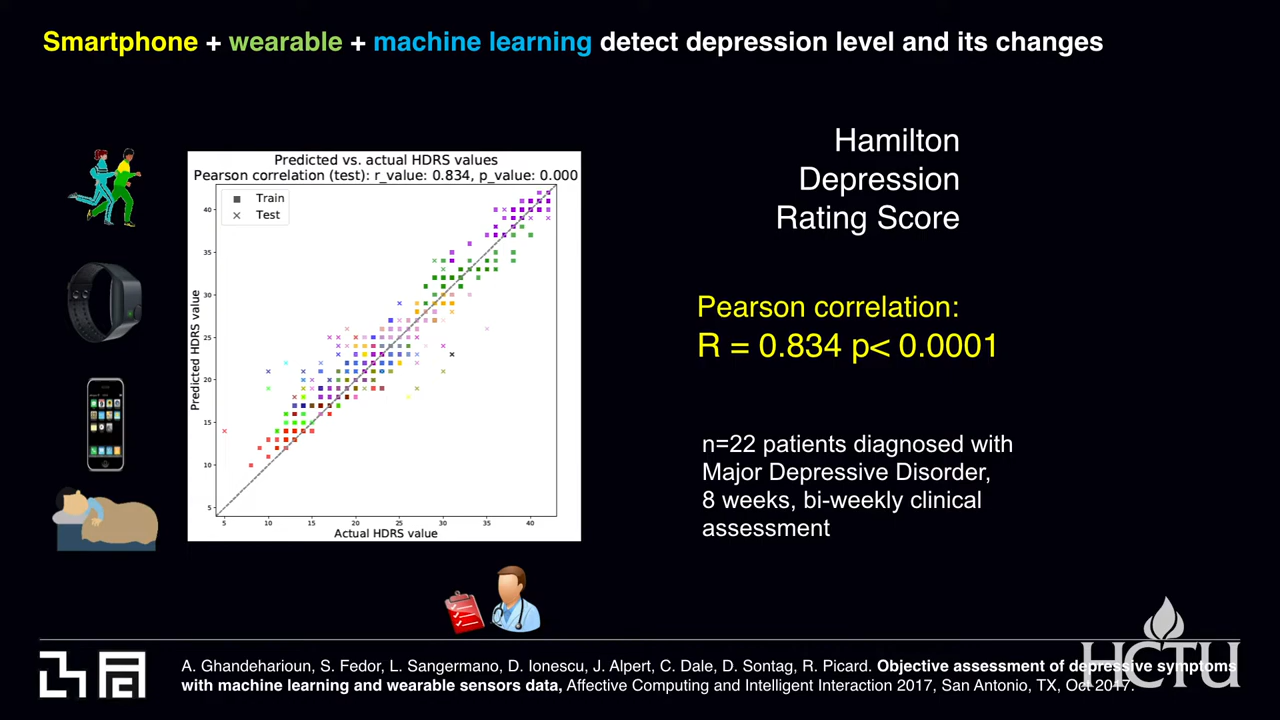 Smartphone + wearable + machine learning detect depression level and its changes
Predicted vs. actual HDRS values
Pearson correlation (test): r_value: 0.834, p_value: 0.000
Train
Test
40
35
30
25
20
15
10
5
Predicted HDRS value
5 10 15 20 25 30 35 40
Actual HDRS value
Hamilton
Depression
Rating Score
Pearson correlation:
R = 0.834 p< 0.0001
n=22 patients diagnosed with
Major Depressive Disorder,
8 weeks, bi-weekly clinical
assessment
A. Ghandeharioun, S. Fedor, L. Sangermano, D. Ionescu, J. Alpert, C. Dale, D. Sontag, R. Picard. Objective assessment of depressive symptoms
with machine learning and wearable sensors data, Affective Computing and Intelligent Interaction 2017, San Antonio, TX, Oct 2017.
HCTU